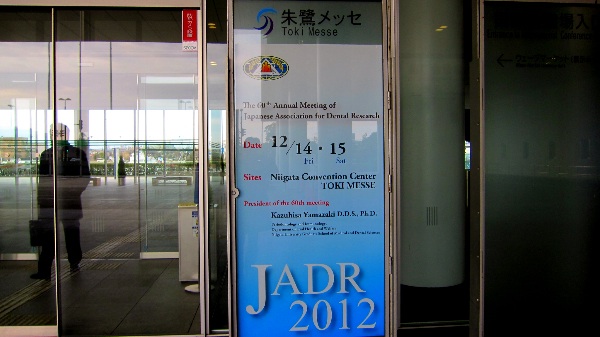 朱鷺メッセ
Toki Messe
The 60th Annual Meeting of
Japanese Association for Dental Research
Date 12/14・15
Fri Sat
Sites Niigata Convention Center
TOKI MESSE
President of the 60th meeting
Kazuhisa Yamazaki D.D.S., Ph.D.
JADR
2012